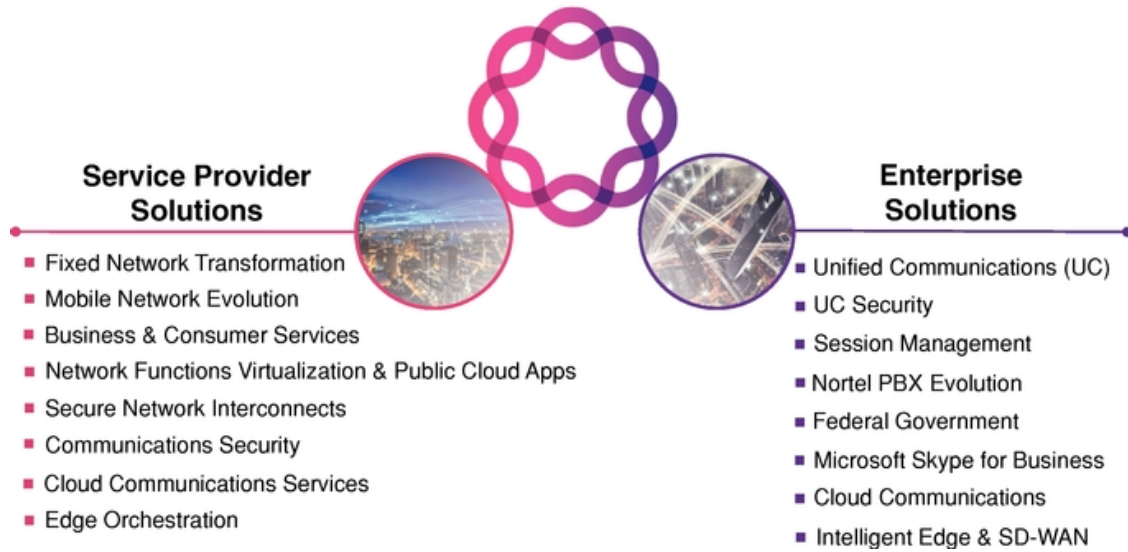 Service Provider
Solutions
Fixed Network Transformation
Mobile Network Evolution
Business & Consumer Services
Network Functions Virtualization & Public Cloud Apps
Secure Network Interconnects
Communications Security
Cloud Communications Services
Edge Orchestration
Enterprise
Solutions
Unified Communications (UC)
UC Security
Session Management
Nortel PBX Evolution
Federal Government
Microsoft Skype for Business
Cloud Communications
Intelligent Edge & SD-WAN